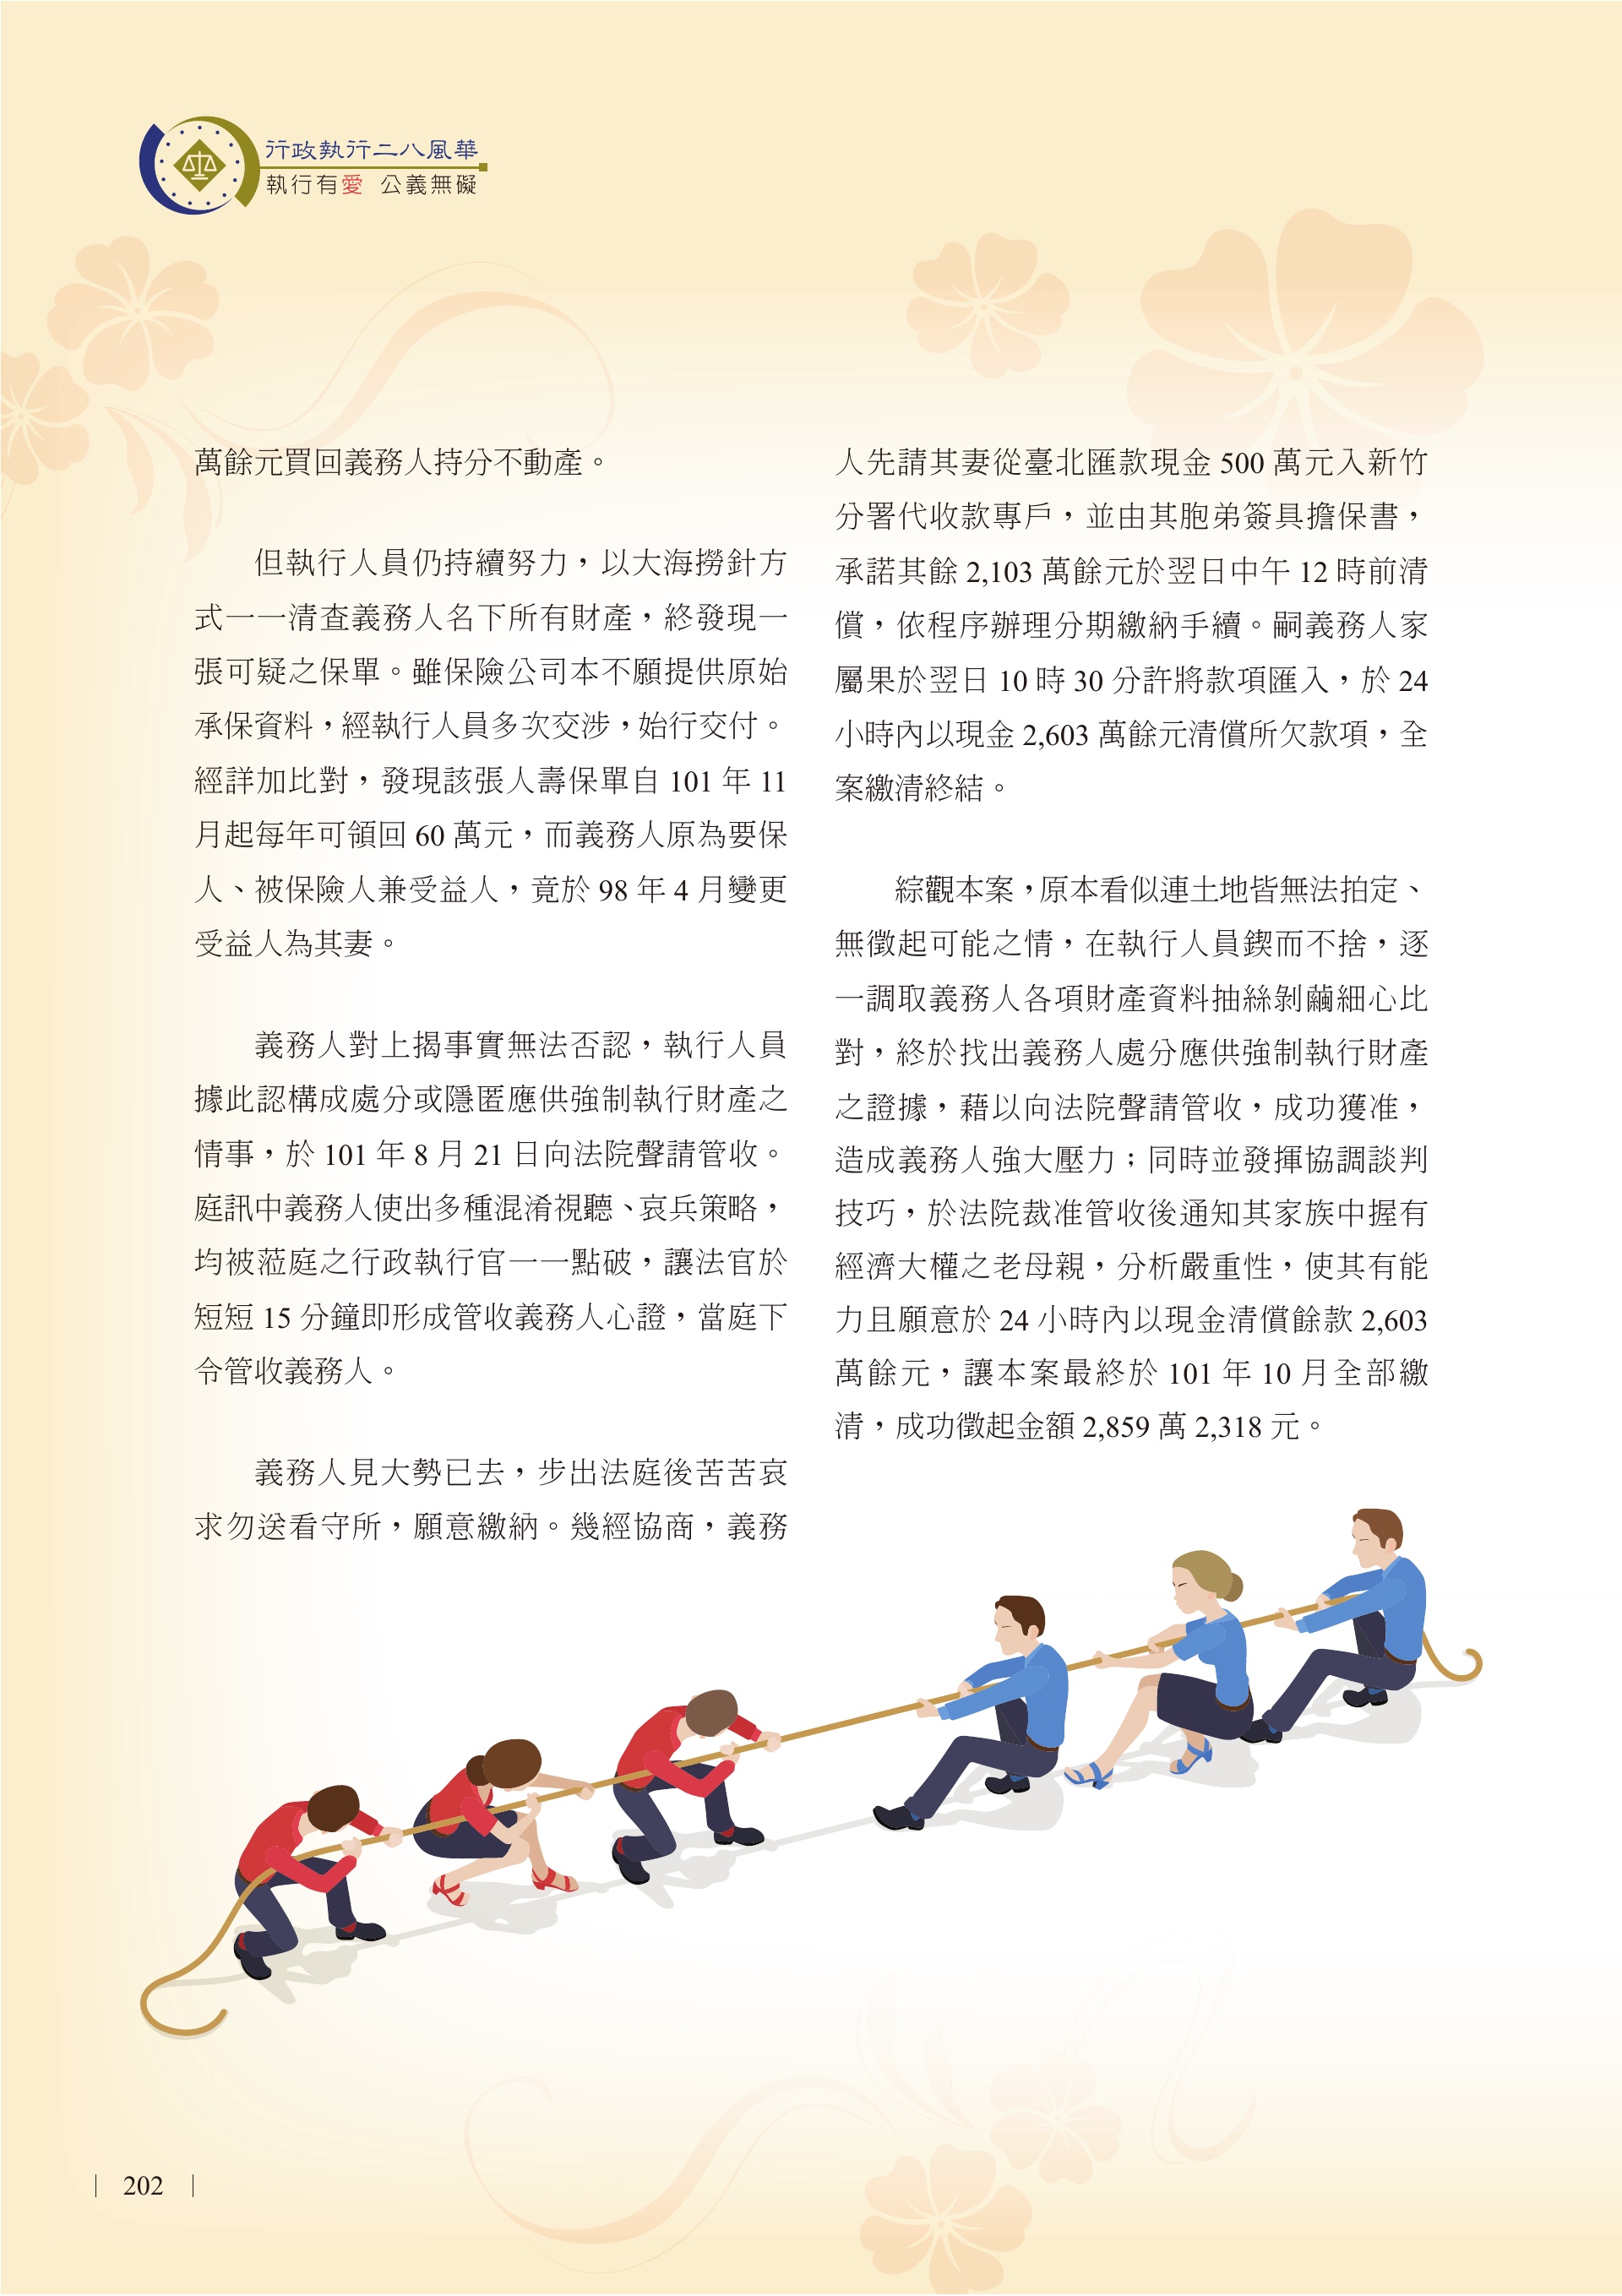 行政執行二八風華
執行有愛 公義無礙
萬餘元買回義務人持分不動產。
但執行人員仍持續努力，以大海撈針方
式一一清查義務人名下所有財產，終發現一
張可疑之保單。雖保險公司本不願提供原始
承保資料，經執行人員多次交涉，始行交付。
經詳加比對，發現該張人壽保單自 101 年 11
月起每年可領回 60 萬元，而義務人原為要保
人、被保險人兼受益人，竟於 98 年 4 月變更
受益人為其妻。
義務人對上揭事實無法否認，執行人員
據此認構成處分或隱匿應供強制執行財產之
情事，於 101 年 8 月 21 日向法院聲請管收。
庭訊中義務人使出多種混淆視聽、哀兵策略，
均被蒞庭之行政執行官一一點破，讓法官於
短短 15 分鐘即形成管收義務人心證，當庭下
令管收義務人。
義務人見大勢已去，步出法庭後苦苦哀
求勿送看守所，願意繳納。幾經協商，義務
人先請其妻從臺北匯款現金 500 萬元入新竹
分署代收款專戶，並由其胞弟簽具擔保書，
承諾其餘 2,103 萬餘元於翌日中午 12 時前清
償，依程序辦理分期繳納手續。嗣義務人家
屬果於翌日 10 時 30 分許將款項匯入，於 24
小時內以現金 2,603 萬餘元清償所欠款項，全
案繳清終結。
綜觀本案，原本看似連土地皆無法拍定、
無徵起可能之情，在執行人員鍥而不捨，逐
一調取義務人各項財產資料抽絲剝繭細心比
對，終於找出義務人處分應供強制執行財產
之證據，藉以向法院聲請管收，成功獲准，
造成義務人強大壓力；同時並發揮協調談判
技巧，於法院裁准管收後通知其家族中握有
經濟大權之老母親，分析嚴重性，使其有能
力且願意於 24 小時內以現金清償餘款 2,603
萬餘元，讓本案最終於 101 年 10 月全部繳
清，成功徵起金額 2,859 萬 2,318 元。
202